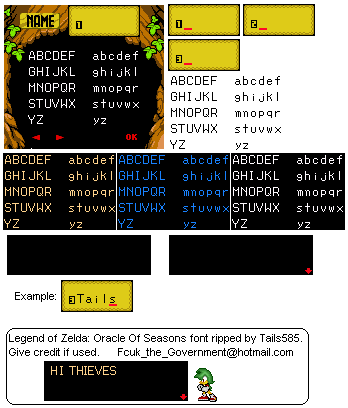 NAME 1
1 2
3
ABCDEF abcdef
GHIJKL ghijkl
MNOPQR mnopqr
STUVWX stuvwx
YZ yz
OK
ABCDEF abcdef
GHIJKL ghijkl
MNOPQR mnopqr
STUVWX stuvwx
YZ yz
ABCDEF abcdef ABCDEF abcdef ABCDEF abcdef
GHIJKL ghijkl GHIJKL ghijkl GHIJKL ghijkl
MNOPQR mnopqr MNOPQR mnopqr MNOPQR mnopqr
STUVWX stuvwx STUVWX stuvwx STUVWX stuvwx
YZ yz YZ yz YZ yz
Example: 3Tails
Legend of Zelda: Oracle Of Seasons font ripped by Tails585.
Give credit if used. Fcuk_the_Government@hotmail.com
HI THIEVES